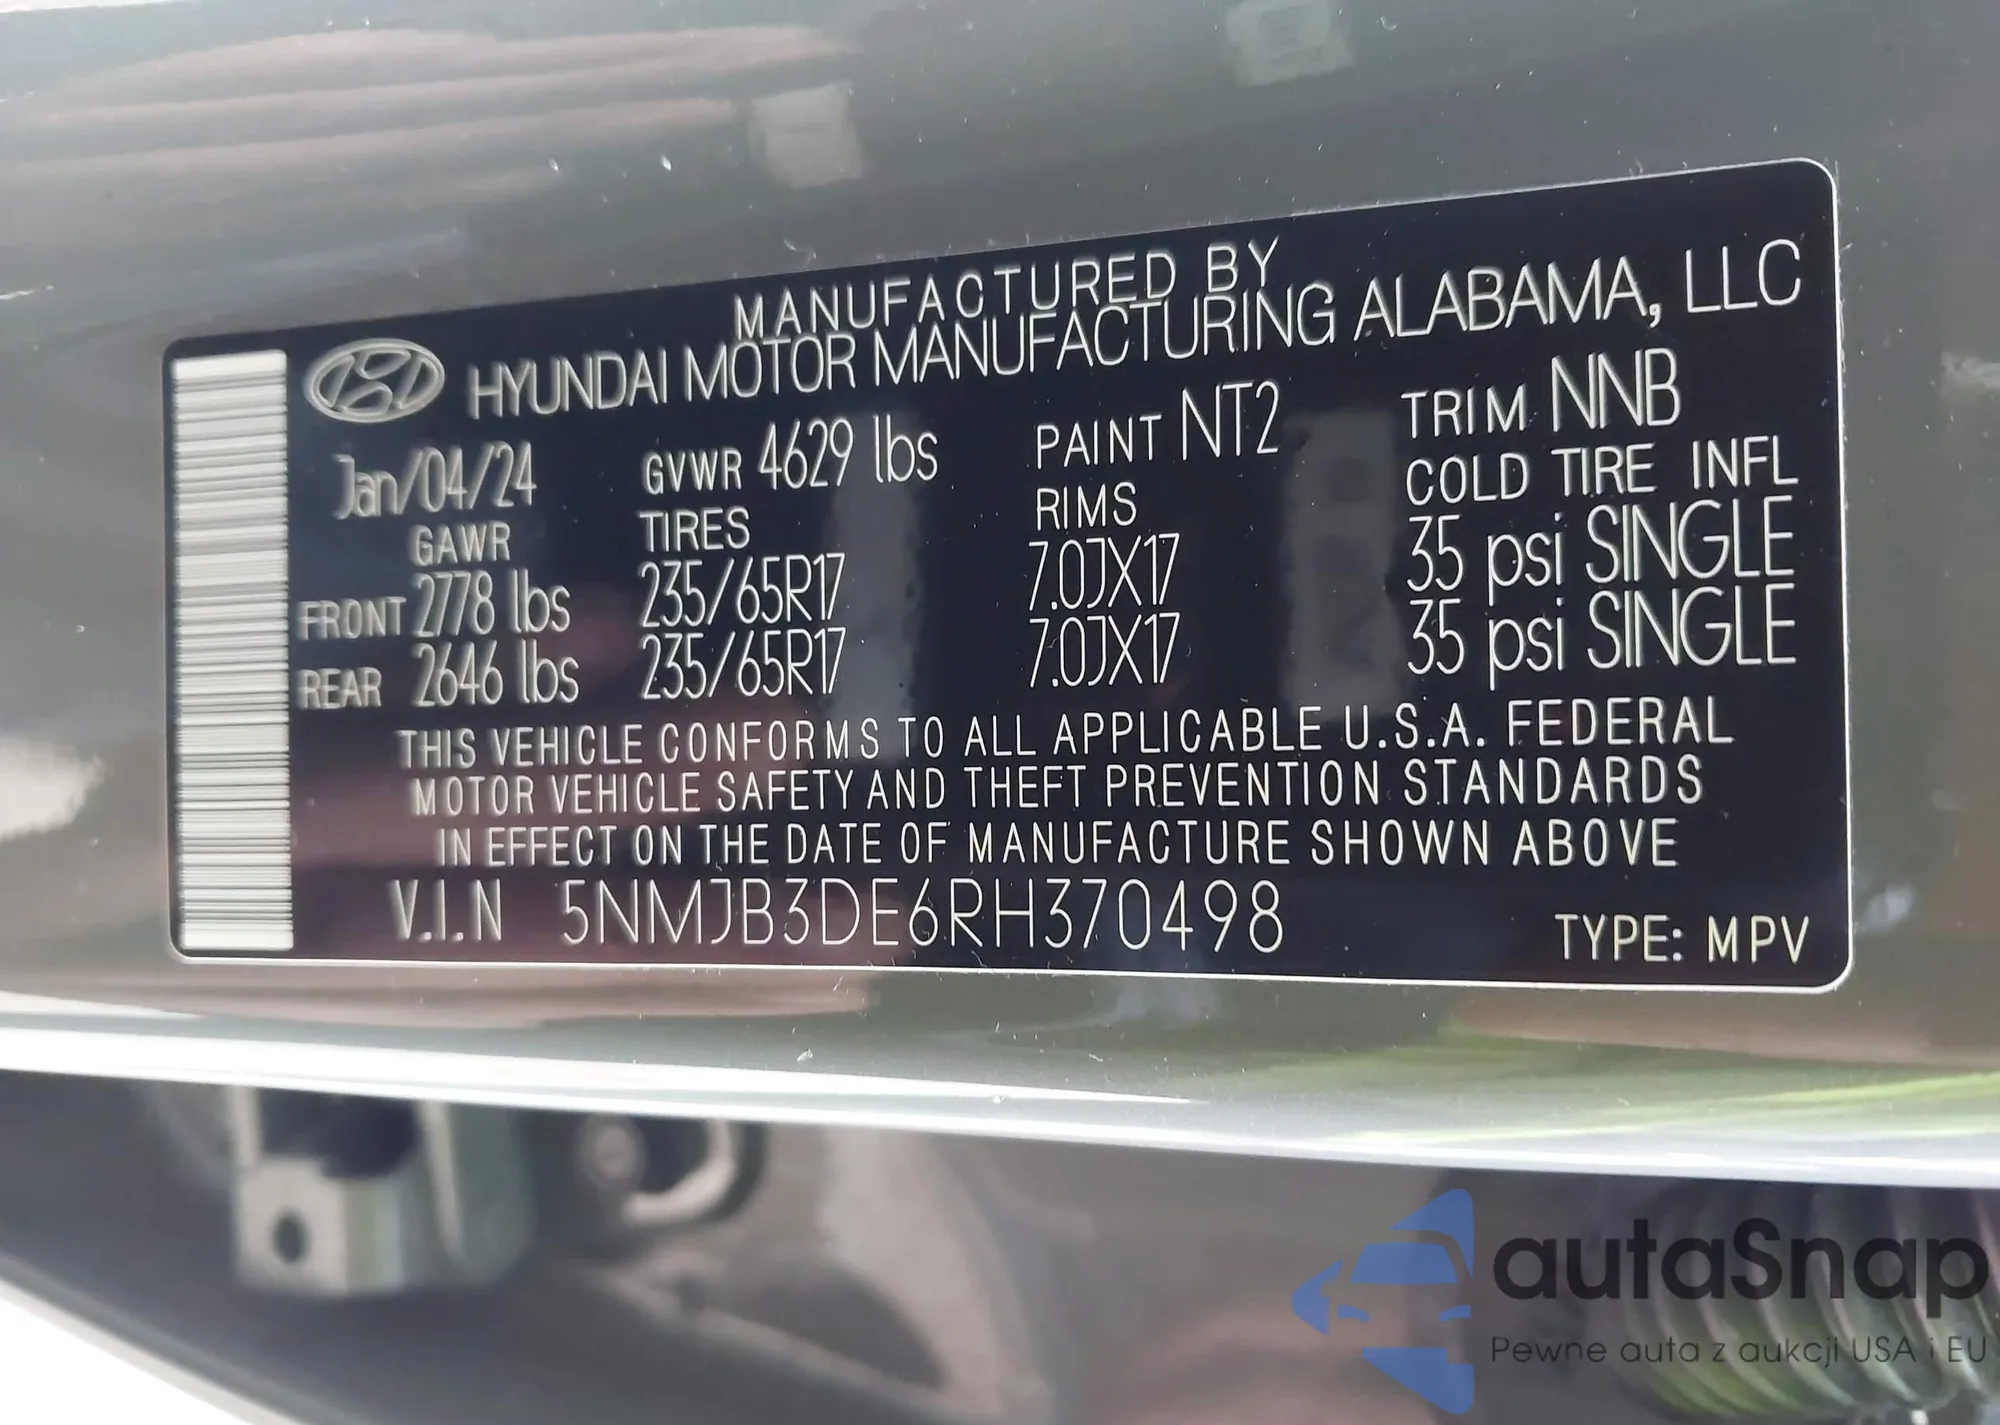 MANUFACTURED BY
HYUNDAI MOTOR MANUFACTURING ALABAMA, LLC
Jan/04/24 GVWR 4629 lbs PAINT NT2 TRIM NNB
GAWR TIRES RIMS COLD TIRE INFL
FRONT 2778 lbs 235/65R17 7.0JX17 35 psi SINGLE
REAR 2646 lbs 235/65R17 7.0JX17 35 psi SINGLE
THIS VEHICLE CONFORMS TO ALL APPLICABLE U.S.A. FEDERAL
MOTOR VEHICLE SAFETY AND THEFT PREVENTION STANDARDS
IN EFFECT ON THE DATE OF MANUFACTURE SHOWN ABOVE
V.I.N 5NMJB3DE6RH370498 TYPE: MPV
autaSnap
Pewne auta z aukcji USA i EU